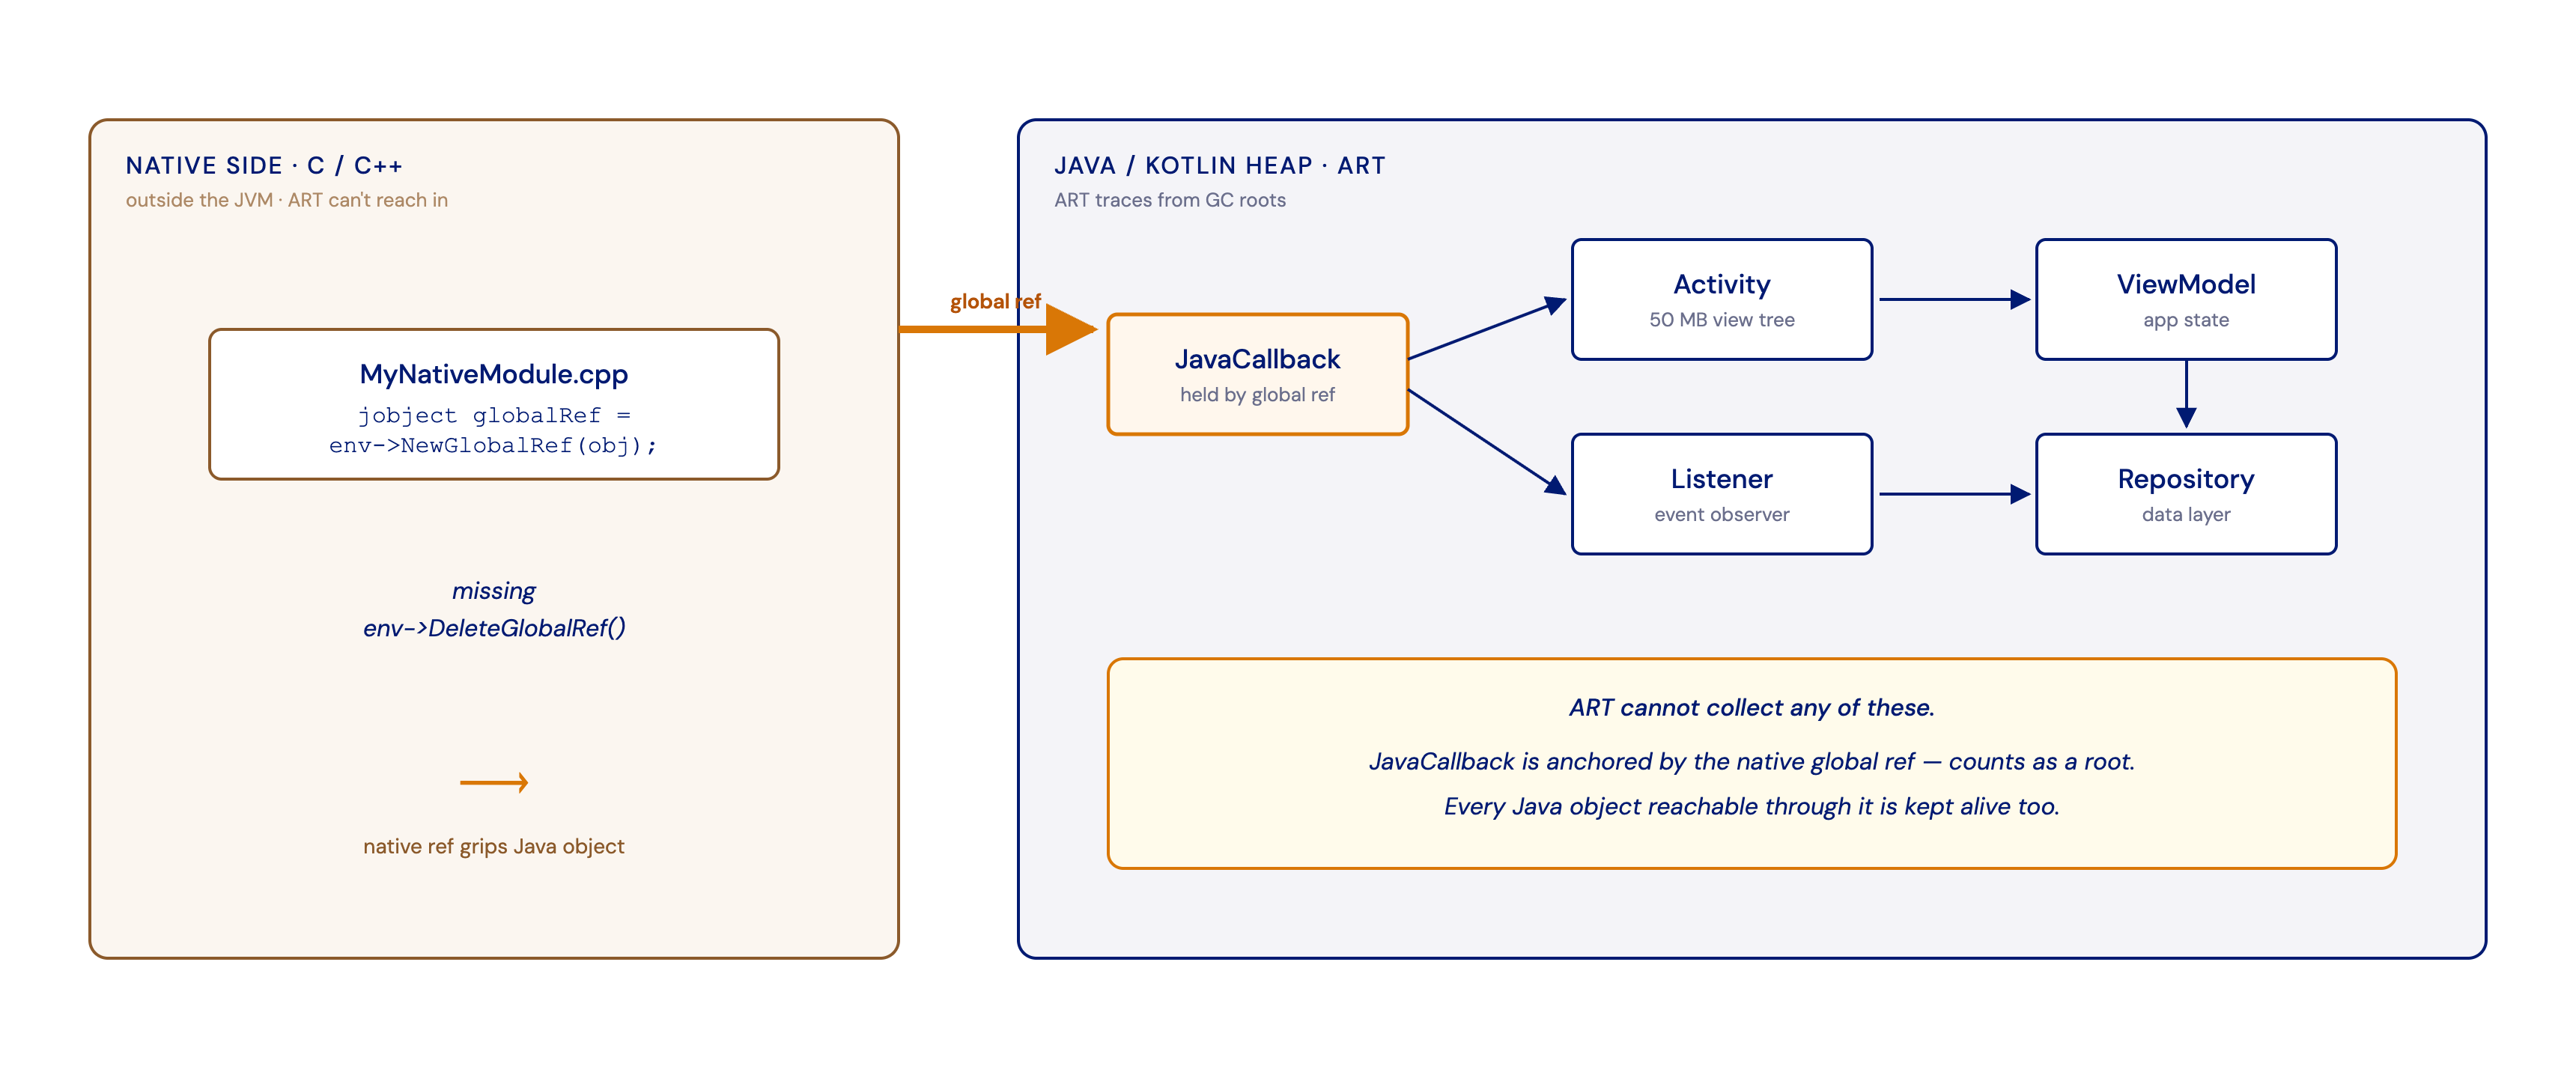 NATIVE SIDE · C / C++
outside the JVM · ART can't reach in
MyNativeModule.cpp
jobject globalRef =
env->NewGlobalRef(obj);
missing
env->DeleteGlobalRef()
→
native ref grips Java object
global ref
JAVA / KOTLIN HEAP · ART
ART traces from GC roots
JavaCallback
held by global ref
Activity
50 MB view tree
ViewModel
app state
Listener
event observer
Repository
data layer
ART cannot collect any of these.
JavaCallback is anchored by the native global ref — counts as a root.
Every Java object reachable through it is kept alive too.